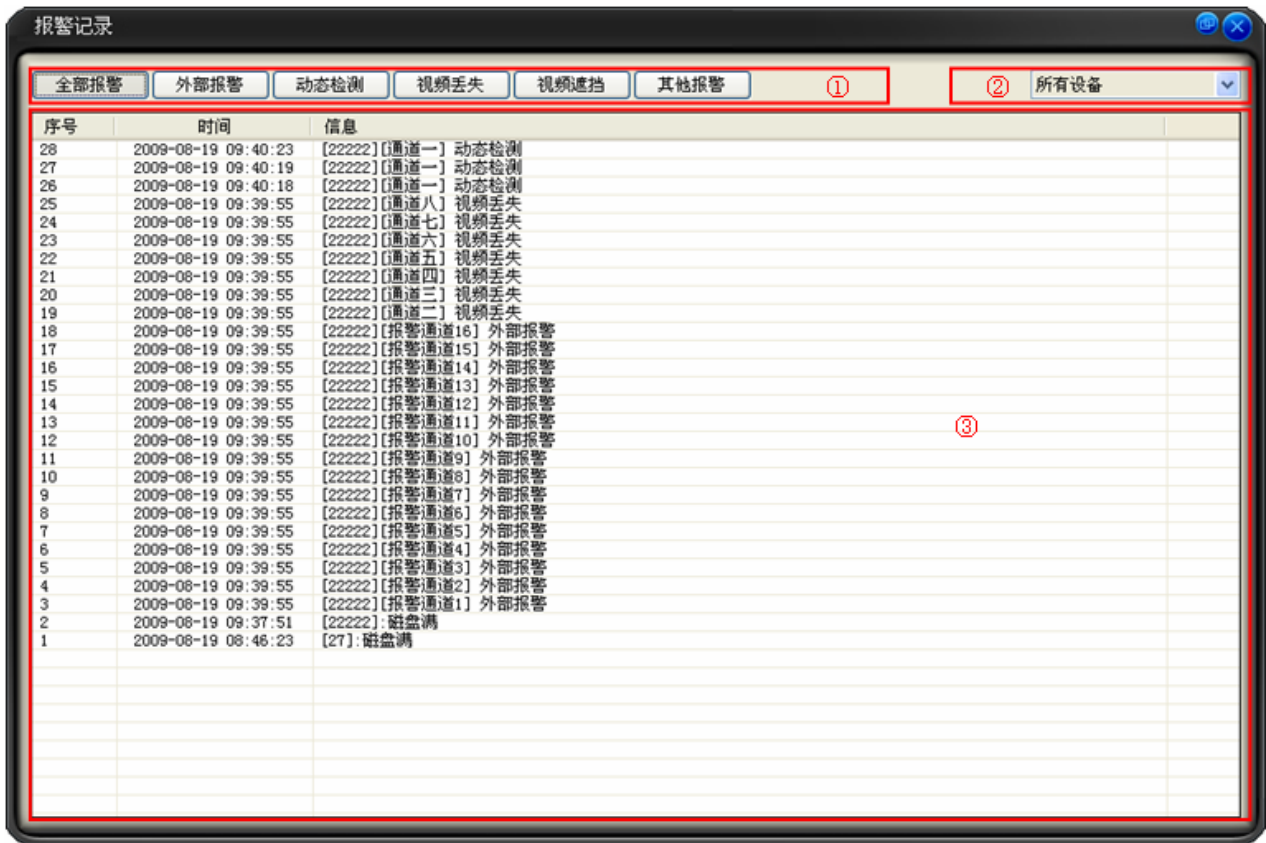 报警记录
全部报警 外部报警 动态检测 视频丢失 视频遮挡 其他报警 ① ② 所有设备
序号 时间 信息
28 2009-08-19 09:40:23 [22222][通道一] 动态检测
27 2009-08-19 09:40:19 [22222][通道一] 动态检测
26 2009-08-19 09:40:18 [22222][通道一] 动态检测
25 2009-08-19 09:39:55 [22222][通道八] 视频丢失
24 2009-08-19 09:39:55 [22222][通道七] 视频丢失
23 2009-08-19 09:39:55 [22222][通道六] 视频丢失
22 2009-08-19 09:39:55 [22222][通道五] 视频丢失
21 2009-08-19 09:39:55 [22222][通道四] 视频丢失
20 2009-08-19 09:39:55 [22222][通道三] 视频丢失
19 2009-08-19 09:39:55 [22222][通道二] 视频丢失
18 2009-08-19 09:39:55 [22222][报警通道16] 外部报警
17 2009-08-19 09:39:55 [22222][报警通道15] 外部报警
16 2009-08-19 09:39:55 [22222][报警通道14] 外部报警
15 2009-08-19 09:39:55 [22222][报警通道13] 外部报警
14 2009-08-19 09:39:55 [22222][报警通道12] 外部报警
13 2009-08-19 09:39:55 [22222][报警通道11] 外部报警 ③
12 2009-08-19 09:39:55 [22222][报警通道10] 外部报警
11 2009-08-19 09:39:55 [22222][报警通道9] 外部报警
10 2009-08-19 09:39:55 [22222][报警通道8] 外部报警
9 2009-08-19 09:39:55 [22222][报警通道7] 外部报警
8 2009-08-19 09:39:55 [22222][报警通道6] 外部报警
7 2009-08-19 09:39:55 [22222][报警通道5] 外部报警
6 2009-08-19 09:39:55 [22222][报警通道4] 外部报警
5 2009-08-19 09:39:55 [22222][报警通道3] 外部报警
4 2009-08-19 09:39:55 [22222][报警通道2] 外部报警
3 2009-08-19 09:39:55 [22222][报警通道1] 外部报警
2 2009-08-19 09:37:51 [22222]:磁盘满
1 2009-08-19 08:46:23 [27]:磁盘满